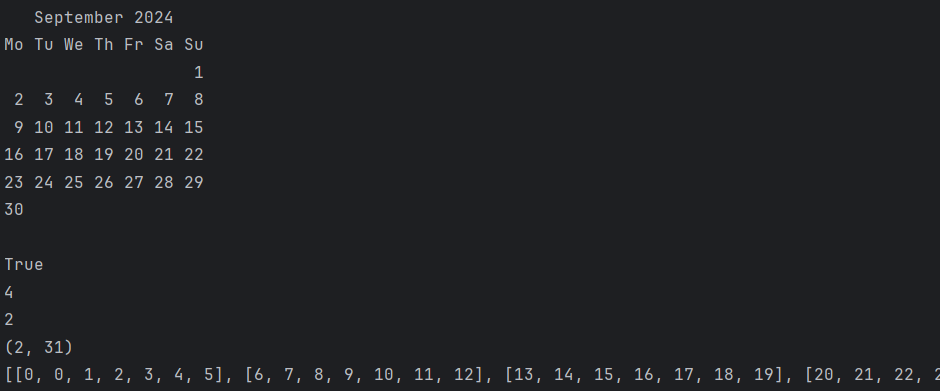 September 2024
Mo Tu We Th Fr Sa Su
1
2 3 4 5 6 7 8
9 10 11 12 13 14 15
16 17 18 19 20 21 22
23 24 25 26 27 28 29
30
True
4
2
(2, 31)
[[0, 0, 1, 2, 3, 4, 5], [6, 7, 8, 9, 10, 11, 12], [13, 14, 15, 16, 17, 18, 19], [20, 21, 22, 2